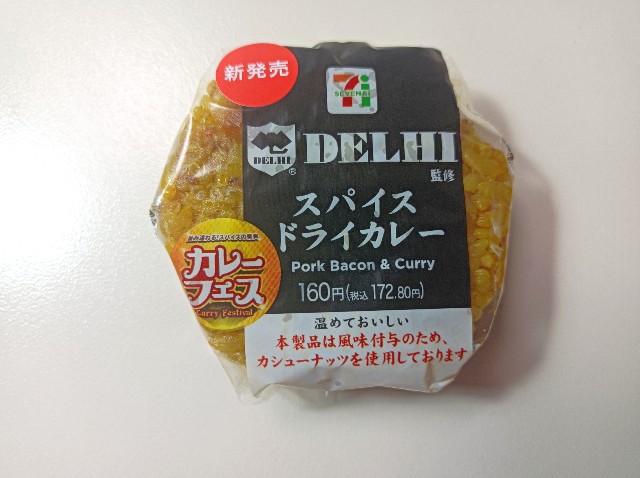 新発売
SEVEN&i
DELHI
DELHI
監修
スパイス
ドライカレー
Pork Bacon & Curry
160円(税込 172.80円)
カレー
フェス
Curry Festival
温めておいしい
本製品は風味付与のため、
カシューナッツを使用しております